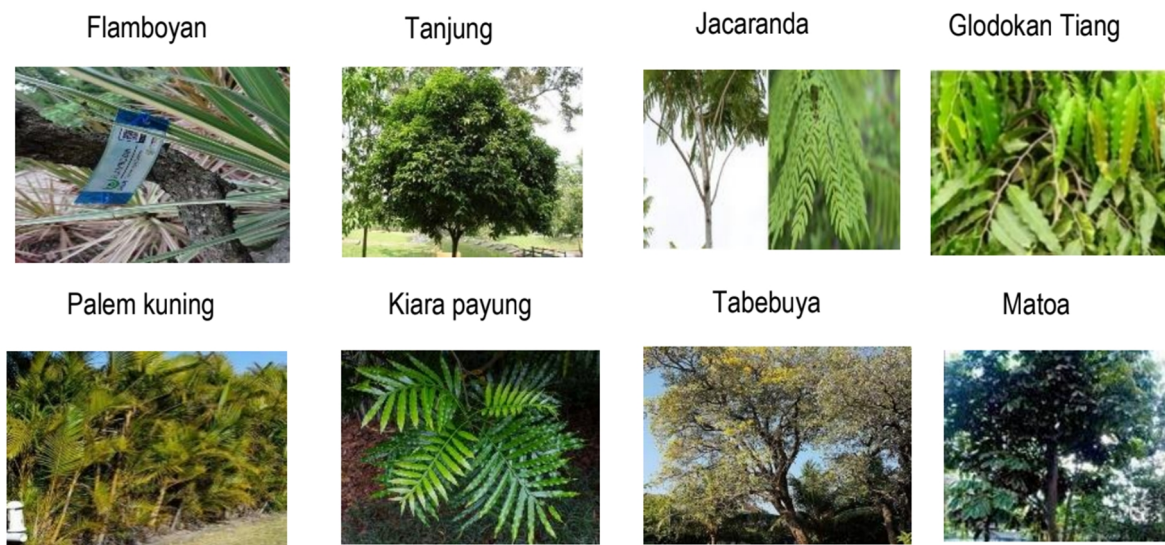 Flamboyan
Tanjung
Jacaranda
Glodokan Tiang
Palem kuning
Kiara payung
Tabebuya
Matoa